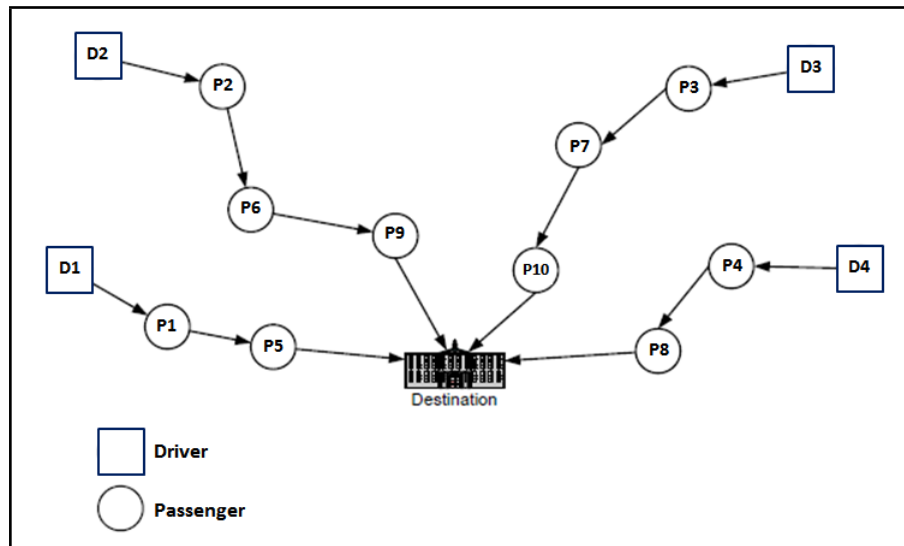 D2
P2
P3
D3
P7
P6
P9
D1
P10
P4
D4
P1
P5
P8
Destination
Driver
Passenger